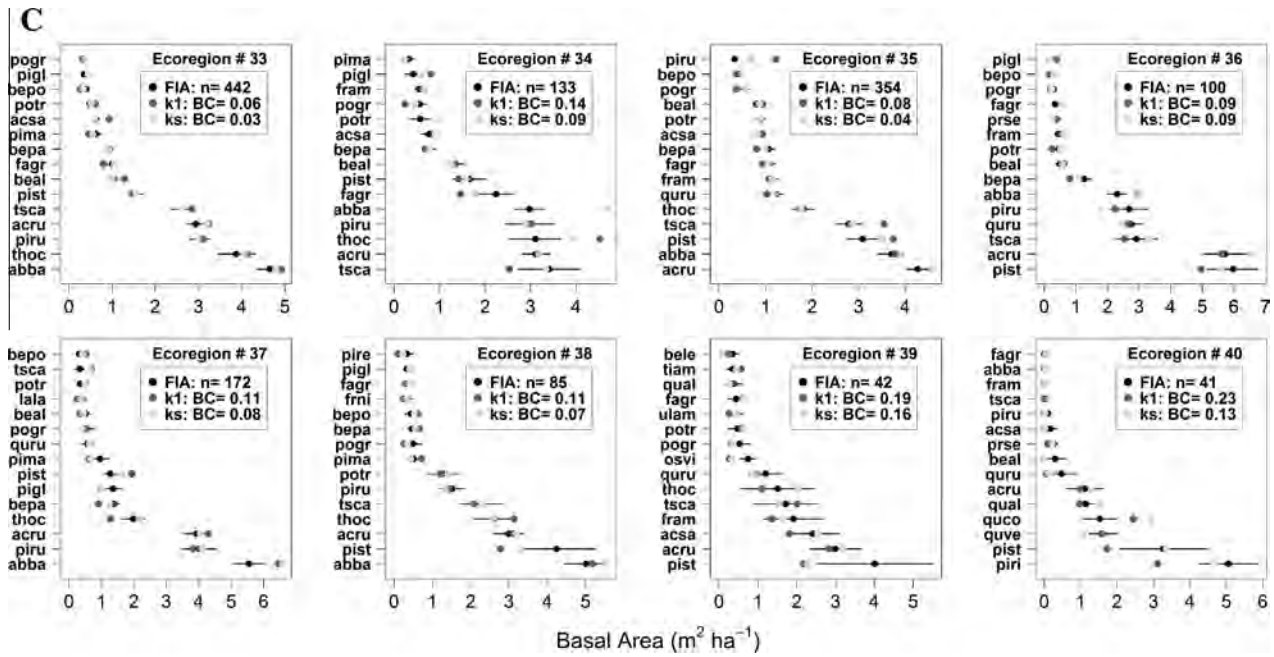 C
Ecoregion # 33
FIA: n= 442
k1: BC= 0.06
ks: BC= 0.03
pogr
pigl
bepo
potr
acsa
pima
bepa
fagr
beal
pist
tsca
acru
piru
thoc
abba
0 1 2 3 4 5
Ecoregion # 34
FIA: n= 133
k1: BC= 0.14
ks: BC= 0.09
pima
pigl
fram
pogr
potr
acsa
bepa
beal
pist
fagr
abba
piru
thoc
acru
tsca
0 1 2 3 4
Ecoregion # 35
FIA: n= 354
k1: BC= 0.08
ks: BC= 0.04
piru
bepo
pogr
beal
potr
acsa
bepa
fagr
fram
quru
thoc
tsca
pist
abba
acru
0 1 2 3 4
Ecoregion # 36
FIA: n= 100
k1: BC= 0.09
ks: BC= 0.09
pigl
bepo
pogr
fagr
prse
fram
potr
beal
bepa
abba
piru
quru
tsca
acru
pist
0 1 2 3 4 5 6 7
Ecoregion # 37
FIA: n= 172
k1: BC= 0.11
ks: BC= 0.08
bepo
tsca
potr
lala
beal
pogr
quru
pima
pist
pigl
bepa
thoc
acru
piru
abba
0 1 2 3 4 5 6
Ecoregion # 38
FIA: n= 85
k1: BC= 0.11
ks: BC= 0.07
pire
pigl
fagr
frni
bepo
bepa
pogr
pima
potr
piru
tsca
thoc
acru
pist
abba
0 1 2 3 4 5
Ecoregion # 39
FIA: n= 42
k1: BC= 0.19
ks: BC= 0.16
bele
tiam
qual
fagr
ulam
potr
pogr
osvi
quru
thoc
tsca
fram
acsa
acru
pist
0 1 2 3 4 5
Ecoregion # 40
FIA: n= 41
k1: BC= 0.23
ks: BC= 0.13
fagr
abba
fram
tsca
piru
acsa
prse
beal
quru
acru
qual
quco
quve
pist
piri
0 1 2 3 4 5 6
Basal Area (m² ha⁻¹)